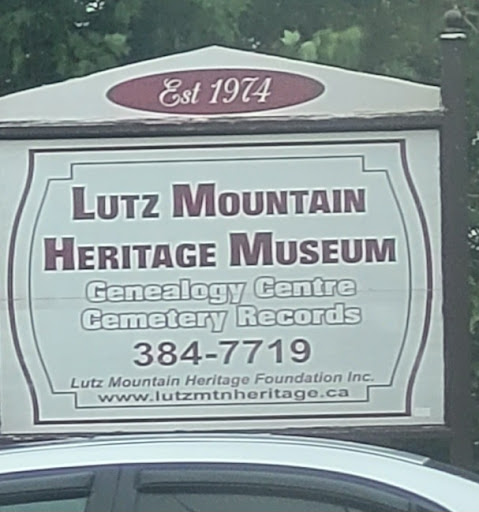 Est 1974
LUTZ MOUNTAIN
HERITAGE MUSEUM
Genealogy Centre
Cemetery Records
384-7719
Lutz Mountain Heritage Foundation Inc.
www.lutzmtnheritage.ca